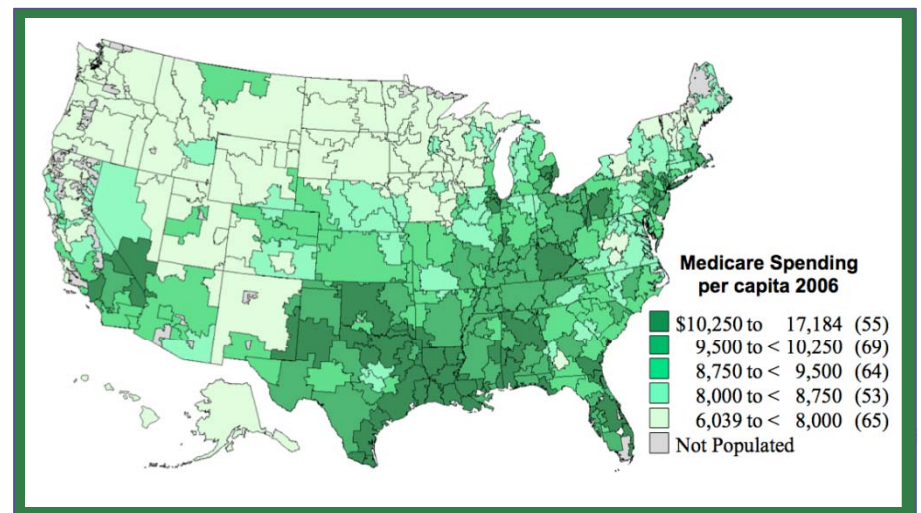 Medicare Spending
per capita 2006
$10,250 to 17,184 (55)
9,500 to < 10,250 (69)
8,750 to < 9,500 (64)
8,000 to < 8,750 (53)
6,039 to < 8,000 (65)
Not Populated